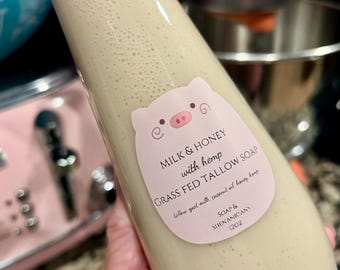 MILK & HONEY
with hemp
GRASS FED TALLOW SOAP
tallow, goat milk, coconut oil, honey, hemp
SOAP &
SHENANIGANS
12OZ